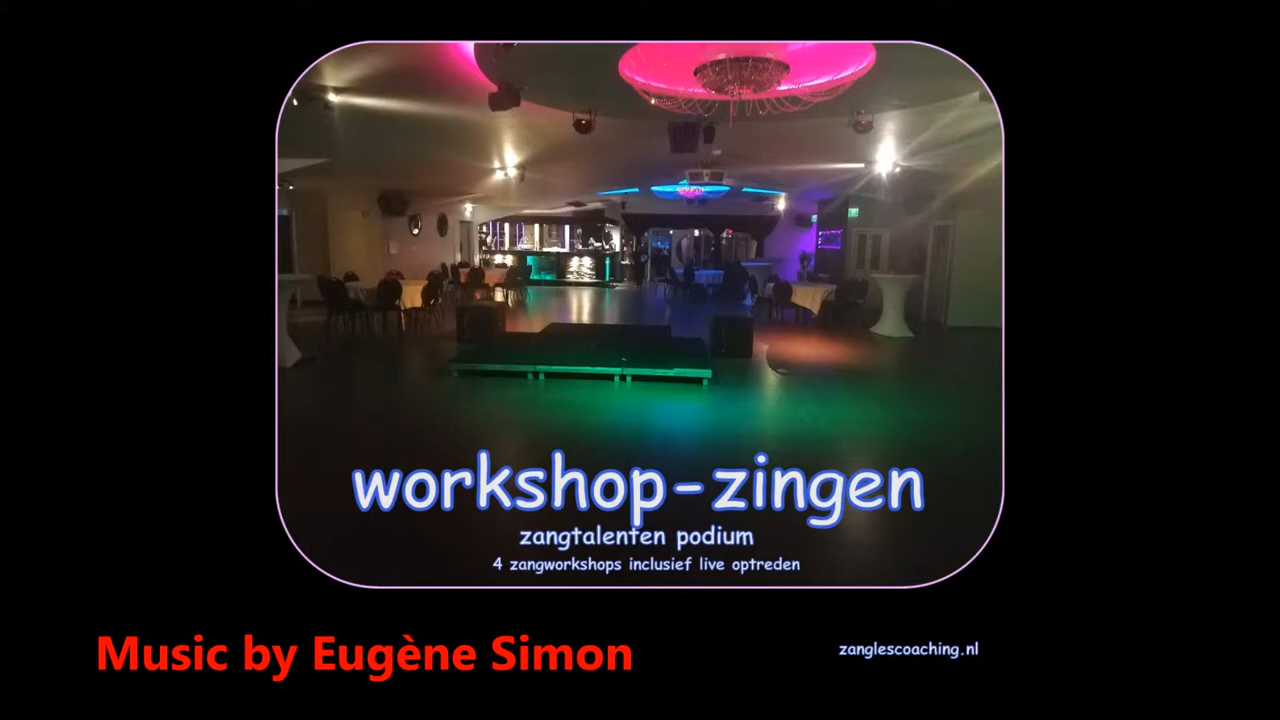 workshop-zingen
zangtalenten podium
4 zangworkshops inclusief live optreden
Music by Eugène Simon
zanglescoaching.nl